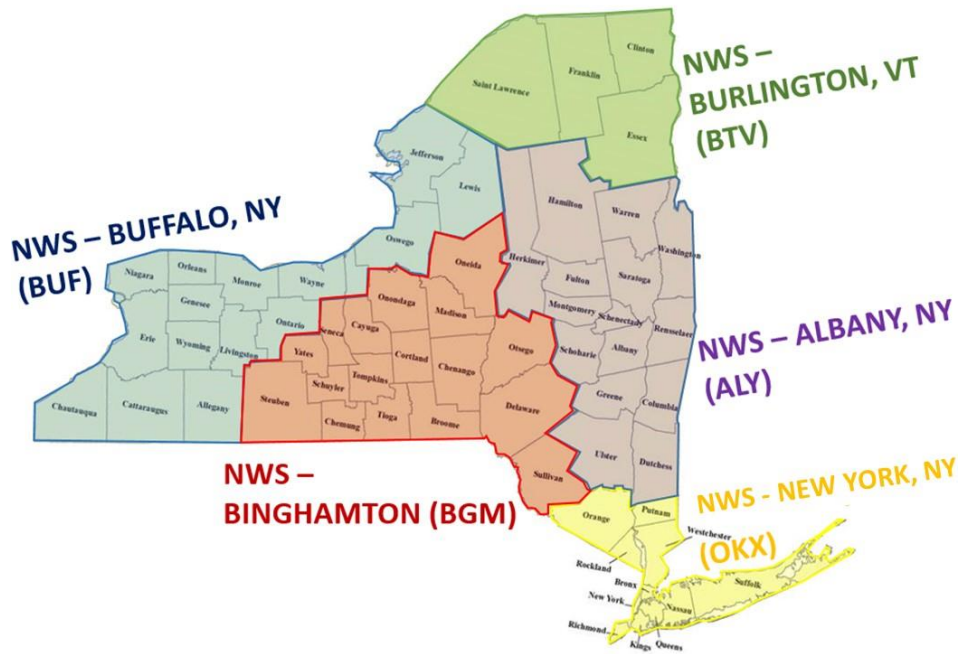 NWS –
BURLINGTON, VT
(BTV)
Clinton
Franklin
Saint Lawrence
Essex
Jefferson
Lewis
Hamilton
Warren
Washington
NWS – BUFFALO, NY
(BUF)
Oswego
Oneida
Herkimer
Fulton
Saratoga
Niagara
Orleans
Monroe
Wayne
Genesee
Onondaga
Madison
Montgomery
Schenectady
Rensselaer
Ontario
Seneca
Cayuga
Otsego
Schoharie
Albany
NWS – ALBANY, NY
(ALY)
Erie
Wyoming
Livingston
Yates
Cortland
Chenango
Tompkins
Schuyler
Steuben
Greene
Columbia
Delaware
Chautauqua
Cattaraugus
Allegany
Chemung
Tioga
Broome
Ulster
Dutchess
Sullivan
NWS –
BINGHAMTON (BGM)
NWS - NEW YORK, NY
(OKX)
Orange
Putnam
Westchester
Rockland
Bronx
New York
Suffolk
Nassau
Richmond
Kings
Queens